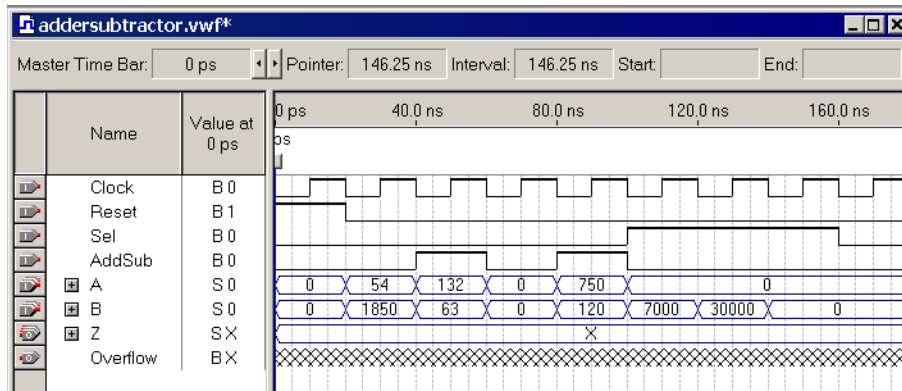 addersubtractor.vwf*
Master Time Bar: 0 ps Pointer: 146.25 ns Interval: 146.25 ns Start: End:
Name Value at 0 ps 0 ps 40.0 ns 80.0 ns 120.0 ns 160.0 ns
ps
Clock B 0
Reset B 1
Sel B 0
AddSub B 0
A S 0 0 54 132 0 750 0
B S 0 0 1850 63 0 120 7000 30000 0
Z S X X
Overflow B X